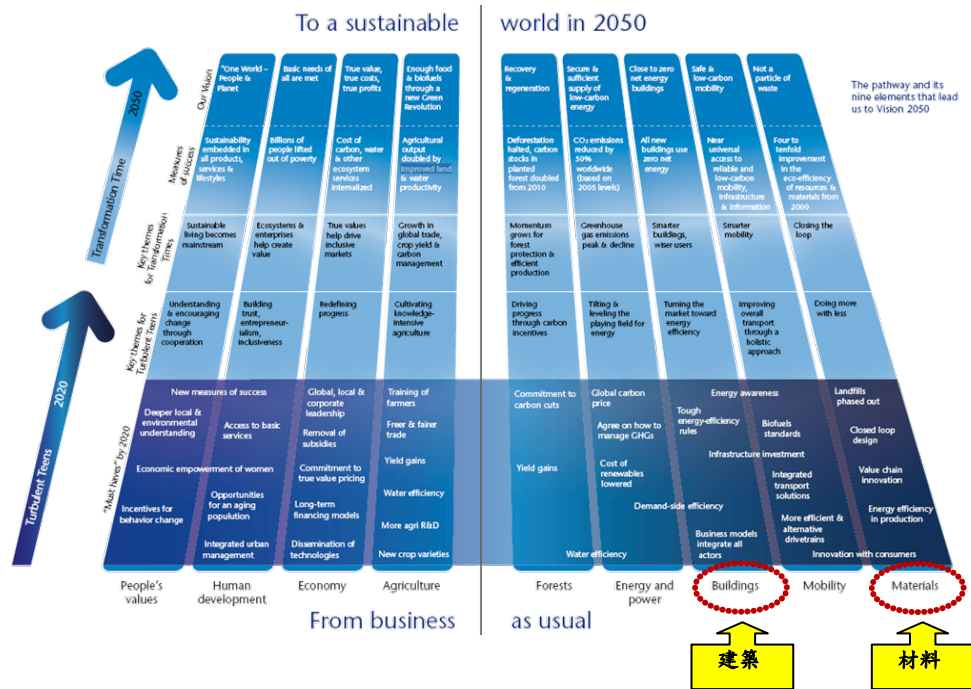 To a sustainable
world in 2050
The pathway and its
nine elements that lead
us to Vision 2050
2050
Transformation Time
Our Vision
"One World –
People &
Planet
Basic needs of
all are met
True value,
true costs,
true profits
Enough food
& biofuels
through a
new Green
Revolution
Recovery
&
regeneration
Secure &
sufficient
supply of
low-carbon
energy
Close to zero
net energy
buildings
Safe &
low-carbon
mobility
Not a
particle of
waste
Measures
of success
Sustainability
embedded in
all products,
services &
lifestyles
Billions of
people lifted
out of poverty
Cost of
carbon, water
& other
ecosystem
services
internalized
Agricultural
output
doubled by
improved land
& water
productivity
Deforestation
halted, carbon
stocks in
planted
forest doubled
from 2010
CO₂ emissions
reduced by
50%
worldwide
(based on
2005 levels)
All new
buildings use
zero net
energy
Near
universal
access to
reliable and
low-carbon
mobility,
infrastructure
& information
Four to
tenfold
improvement in
the eco-efficiency
of resources &
materials from
2000
Key themes
for Transformation
Times
Sustainable
living becomes
mainstream
Ecosystems &
enterprises
help create
value
True values
help drive
inclusive
markets
Growth in
global trade,
crop yield &
carbon
management
Momentum
grows for
forest
protection &
efficient
production
Greenhouse
gas emissions
peak & decline
Smarter
buildings,
wiser users
Smarter
mobility
Closing the
loop
Key themes for
Turbulent Teens
Understanding
& encouraging
change
through
cooperation
Building
trust,
entrepreneur-
ialism,
inclusiveness
Redefining
progress
Cultivating
knowledge-
intensive
agriculture
Driving
progress
through carbon
incentives
Tilting &
leveling the
playing field for
energy
Turning the
market toward
energy
efficiency
Improving
overall
transport
through a
holistic
approach
Doing more
with less
2020
Turbulent Teens
"Must haves" by 2020
New measures of success
Deeper local &
environmental
understanding
Access to basic
services
Economic empowerment of women
Incentives for
behavior change
Opportunities
for an aging
population
Integrated urban
management
Global, local &
corporate
leadership
Removal of
subsidies
Commitment to
true value pricing
Long-term
financing models
Dissemination of
technologies
Training of
farmers
Freer & fairer
trade
Yield gains
Water efficiency
More agri R&D
New crop varieties
Commitment to
carbon cuts
Yield gains
Water efficiency
Global carbon
price
Agree on how to
manage GHGs
Cost of
renewables
lowered
Demand-side efficiency
Energy awareness
Tough
energy-efficiency
rules
Infrastructure investment
Business models
integrate all
actors
Biofuels
standards
Integrated
transport
solutions
More efficient &
alternative
drivetrains
Landfills
phased out
Closed loop
design
Value chain
innovation
Energy efficiency
in production
Innovation with consumers
People's
values
Human
development
Economy
Agriculture
Forests
Energy and
power
Buildings
Mobility
Materials
From business
as usual
建築
材料